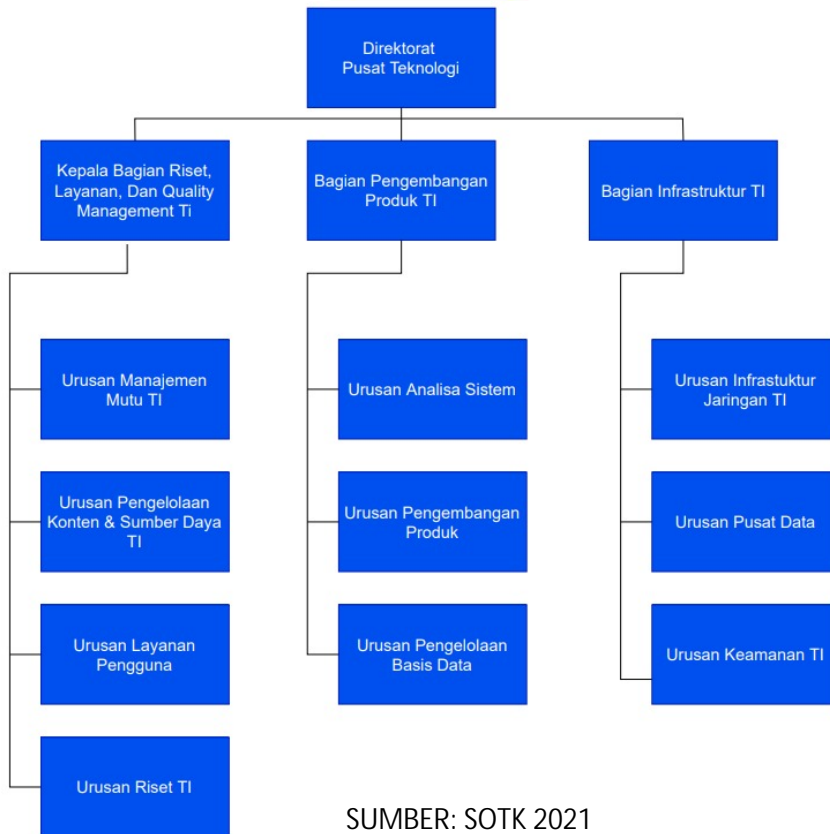 Direktorat
Pusat Teknologi
Kepala Bagian Riset,
Layanan, Dan Quality
Management Ti
Bagian Pengembangan
Produk TI
Bagian Infrastruktur TI
Urusan Manajemen
Mutu TI
Urusan Analisa Sistem
Urusan Infrastuktur
Jaringan TI
Urusan Pengelolaan
Konten & Sumber Daya
TI
Urusan Pengembangan
Produk
Urusan Pusat Data
Urusan Layanan
Pengguna
Urusan Pengelolaan
Basis Data
Urusan Keamanan TI
Urusan Riset TI
SUMBER: SOTK 2021